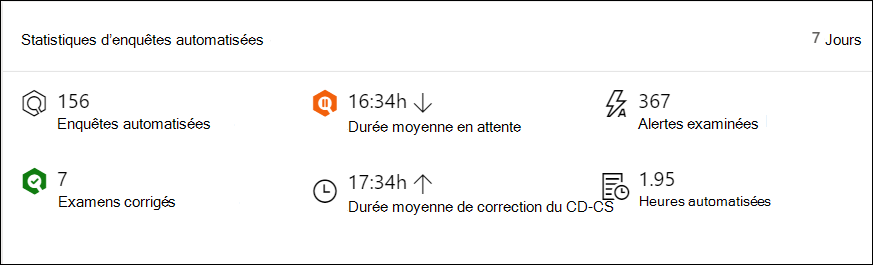 Statistiques d’enquêtes automatisées
7 Jours
156
Enquêtes automatisées
16:34h ↓
Durée moyenne en attente
367
Alertes examinées
7
Examens corrigés
17:34h ↑
Durée moyenne de correction du CD-CS
1.95
Heures automatisées